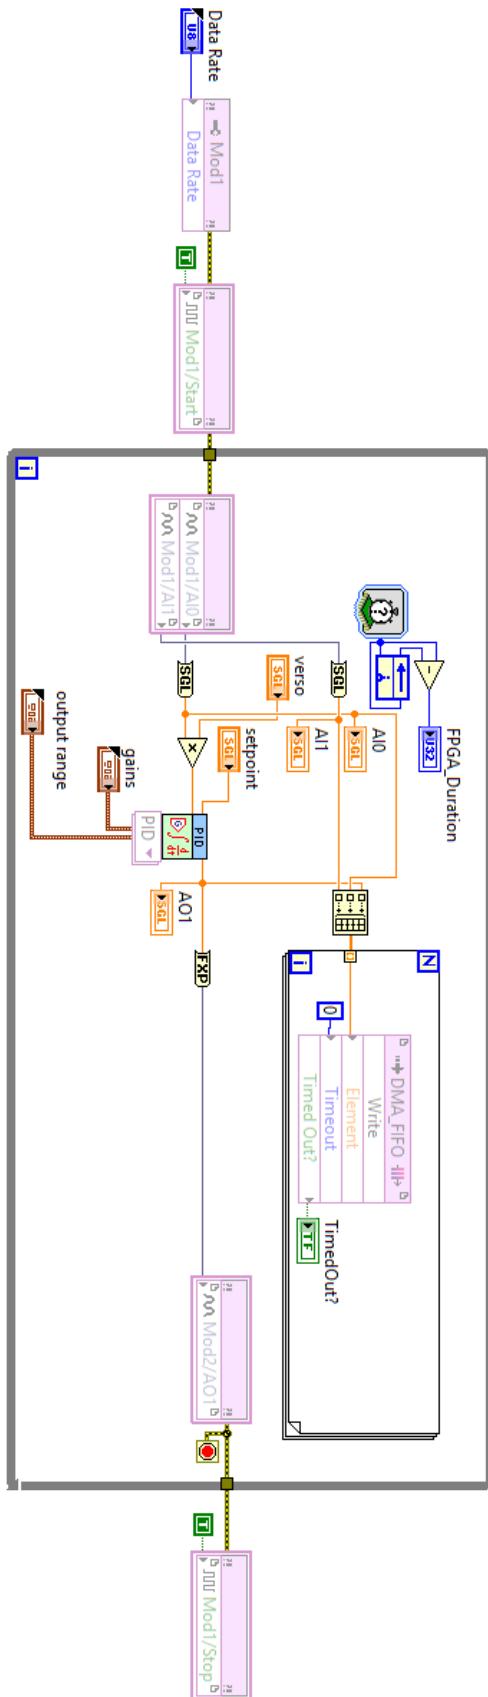 Data Rate
U8
Mod1
Data Rate
T
Mod1/Start
i
Mod1/AI0
Mod1/AI1
?
i
-
U32
FPGA_Duration
SGL
SGL
verso
SGL
setpoint
SGL
AI0
SGL
AI1
SGL
x
output range
gains
PID
PID
AO1
SGL
FXP
N
i
0
DMA_FIFO
Write
Element
Timeout
Timed Out?
TimedOut?
TF
Mod2/AO1
T
Mod1/Stop